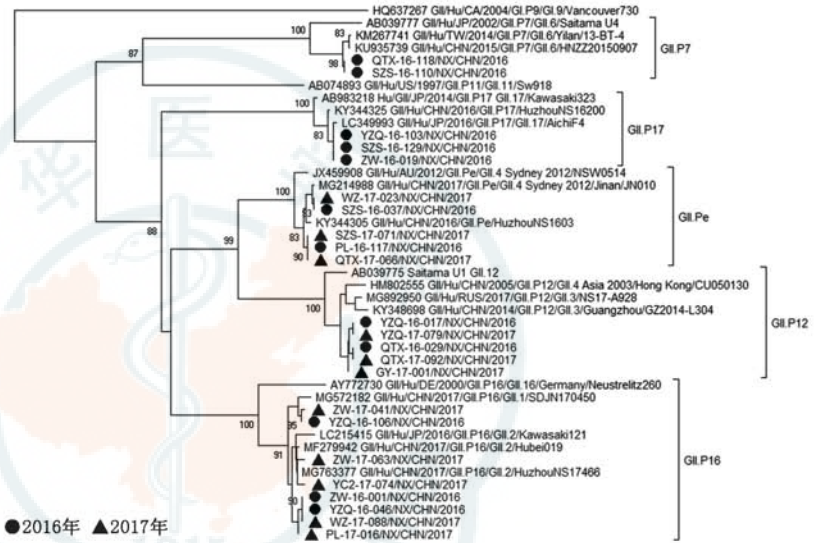 HQ637267 GII/Hu/CA/2004/GI.P9/GI.9/Vancouver730
AB039777 GII/Hu/JP/2002/GII.P7/GII.6/Saitama U4
100
83
KM267741 GII/Hu/TW/2014/GII.P7/GII.6/Yilan/13-BT-4
KU935739 GII/Hu/CHN/2015/GII.P6/HNZZ20150907
GII.P7
87
98
QTX-16-118/NX/CHN/2016
SZS-16-110/NX/CHN/2016
AB074893 GII/Hu/US/1997/GII.P11/GII.11/Sw918
AB983218 Hu/GII/JP/2014/GII.P17 GII.17/Kawasaki323
100
KY344325 GII/Hu/CHN/2016/GII.P17/HuzhouNS16200
LC349993 GII/Hu/JP/2016/GII.P17/GII.17/AichiF4
GII.P17
83
YZQ-16-103/NX/CHN/2016
SZS-16-129/NX/CHN/2016
ZW-16-019/NX/CHN/2016
JX459908 GII/Hu/AU/2012/GII.Pe/GII.4 Sydney 2012/NSW0514
100
MG214988 GII/Hu/CHN/2017/GII.Pe/GII.4 Sydney 2012/Jinan/JN010
WZ-17-023/NX/CHN/2017
SZS-16-037/NX/CHN/2016
KY344305 GII/Hu/CHN/2016/GII.Pe/HuzhouNS1603
GII.Pe
88
99
83
SZS-17-071/NX/CHN/2017
PL-16-117/NX/CHN/2016
90
QTX-17-066/NX/CHN/2017
AB039775 Saitama U1 GII.12
HM802555 GII/Hu/CHN/2005/GII.P12/GII.4 Asia 2003/Hong Kong/CU050130
100
MG892950 GII/Hu/RUS/2017/GII.P12/GII.3/NS17-A928
KY348698 GII/Hu/CHN/2014/GII.P12/GII.3/Guangzhou/GZ2014-L304
GII.P12
YZQ-16-017/NX/CHN/2016
YZQ-17-079/NX/CHN/2017
QTX-16-029/NX/CHN/2016
QTX-17-092/NX/CHN/2017
GY-17-001/NX/CHN/2017
AY772730 GII/Hu/DE/2000/GII.P16/GII.16/Germany/Neustrelitz260
MG572182 GII/Hu/CHN/2017/GII.P16/GII.1/SDJN170450
ZW-17-041/NX/CHN/2017
100
95
YZQ-16-106/NX/CHN/2016
LC215415 GII/Hu/JP/2016/GII.P16/GII.2/Kawasaki121
MF279942 GII/Hu/CHN/2017/GII.P16/GII.2/Hubei019
91
ZW-17-063/NX/CHN/2017
GII.P16
MG763377 GII/Hu/CHN/2017/GII.P16/GII.2/HuzhouNS17466
YC2-17-074/NX/CHN/2017
90
ZW-16-001/NX/CHN/2016
YZQ-16-046/NX/CHN/2016
WZ-17-088/NX/CHN/2017
PL-17-016/NX/CHN/2017
●2016年 ▲2017年
华 医